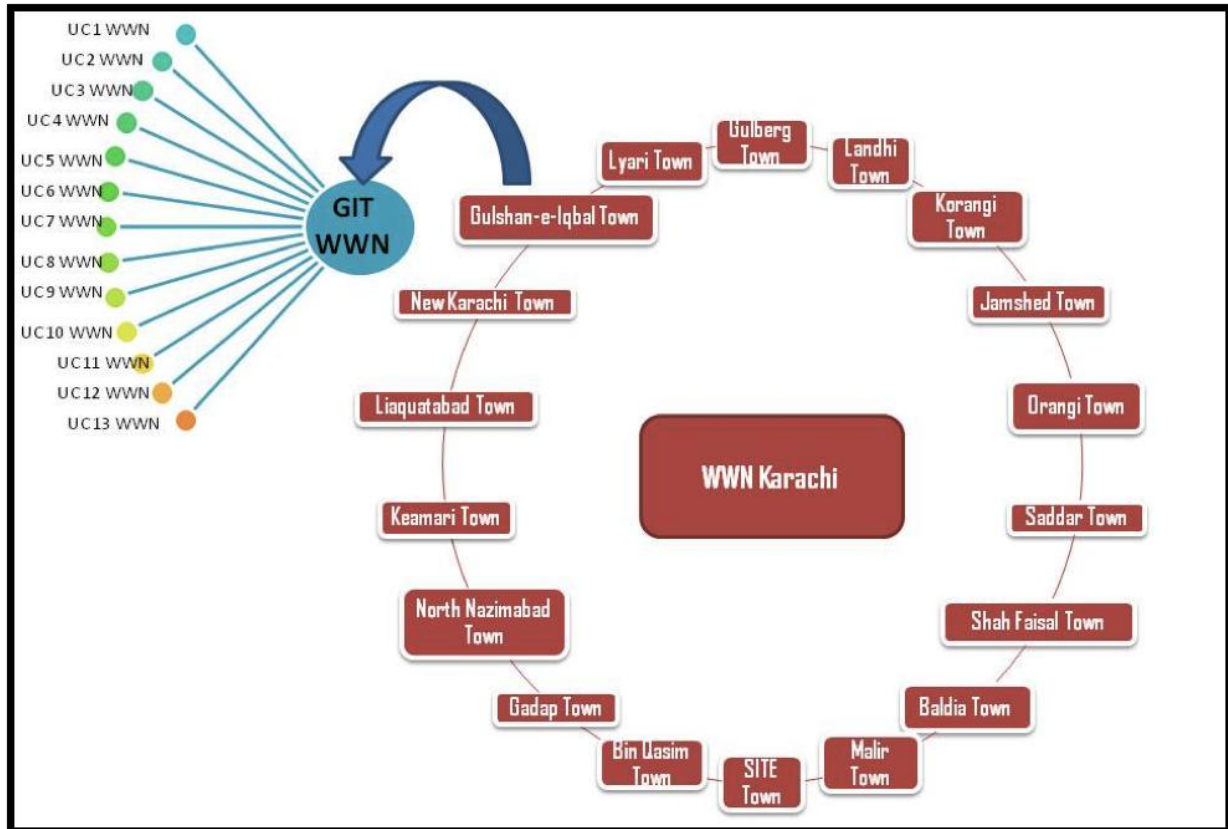 UC1 WWN
UC2 WWN
UC3 WWN
UC4 WWN
UC5 WWN
UC6 WWN
UC7 WWN
UC8 WWN
UC9 WWN
UC10 WWN
UC11 WWN
UC12 WWN
UC13 WWN
GIT
WWN
Gulberg
Town
Landhi
Town
Korangi
Town
Jamshed Town
Orangi Town
Saddar Town
Shah Faisal Town
Baldia Town
Malir
Town
SITE
Town
Bin Qasim
Town
Gadap Town
North Nazimabad
Town
Keamari Town
Liaquatabad Town
New Karachi Town
Gulshan-e-Iqbal Town
Lyari Town
WWN Karachi